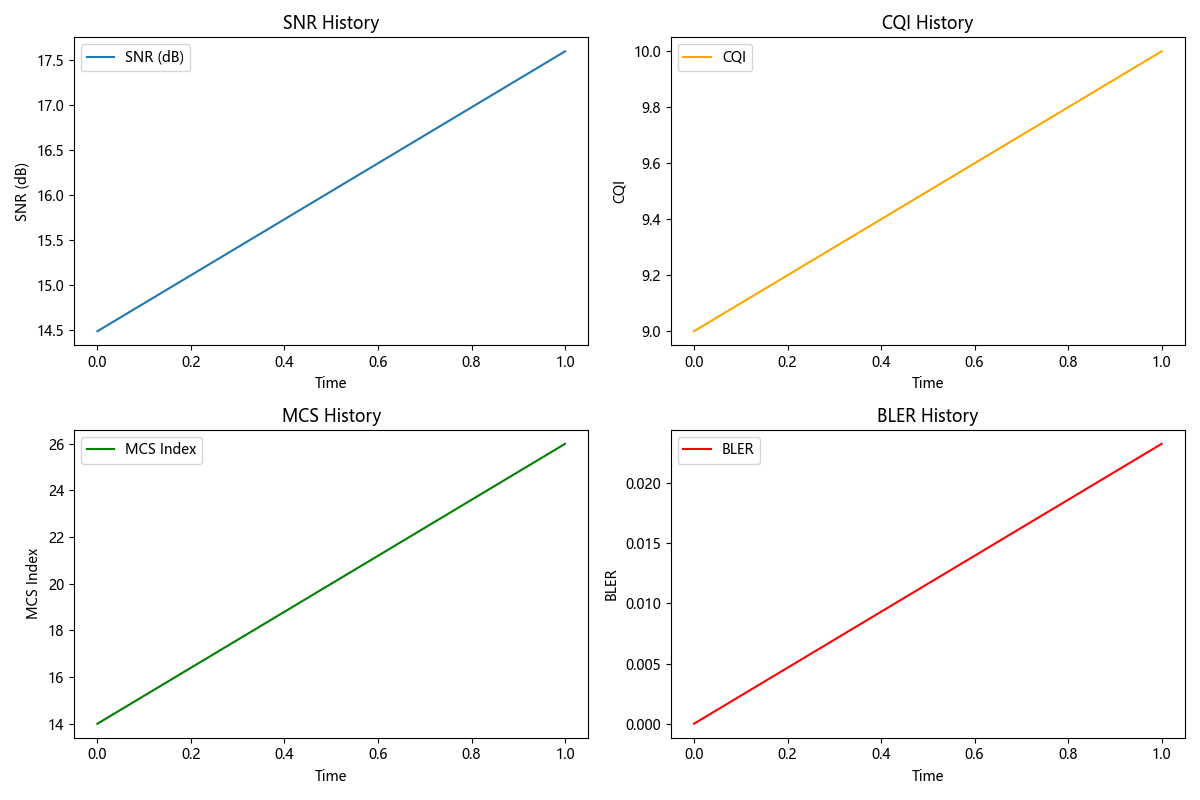 SNR History
SNR (dB)
17.5
17.0
16.5
16.0
15.5
15.0
14.5
SNR (dB)
0.0 0.2 0.4 0.6 0.8 1.0
Time
CQI History
CQI
10.0
9.8
9.6
9.4
9.2
9.0
CQI
0.0 0.2 0.4 0.6 0.8 1.0
Time
MCS History
MCS Index
26
24
22
20
18
16
14
MCS Index
0.0 0.2 0.4 0.6 0.8 1.0
Time
BLER History
BLER
0.020
0.015
0.010
0.005
0.000
BLER
0.0 0.2 0.4 0.6 0.8 1.0
Time